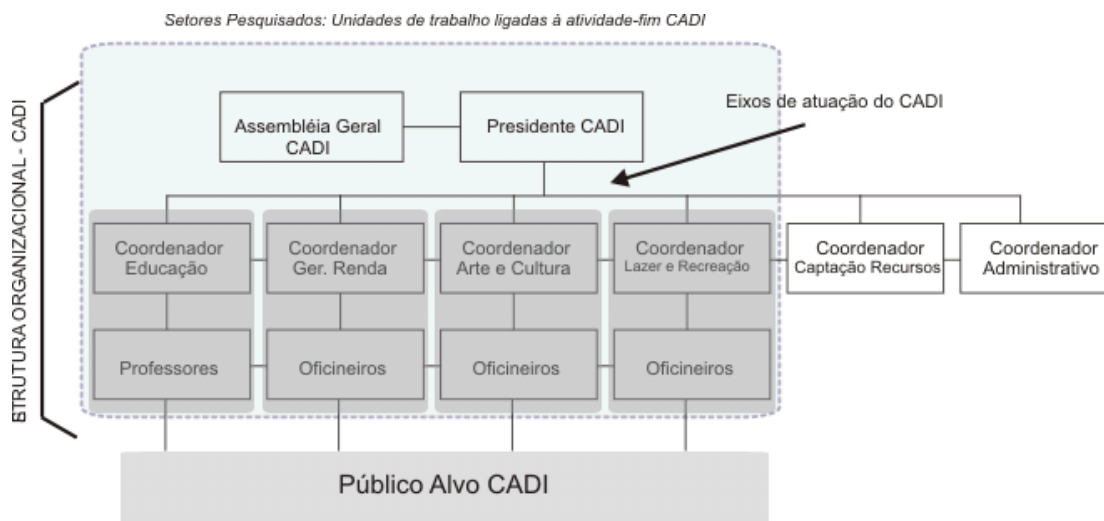 Setores Pesquisados: Unidades de trabalho ligadas à atividade-fim CADI
ETRUTURA ORGANIZACIONAL - CADI
Eixos de atuação do CADI
Assembléia Geral
CADI
Presidente CADI
Coordenador
Educação
Coordenador
Ger. Renda
Coordenador
Arte e Cultura
Coordenador
Lazer e Recreação
Coordenador
Captação Recursos
Coordenador
Administrativo
Professores
Oficineiros
Oficineiros
Oficineiros
Público Alvo CADI